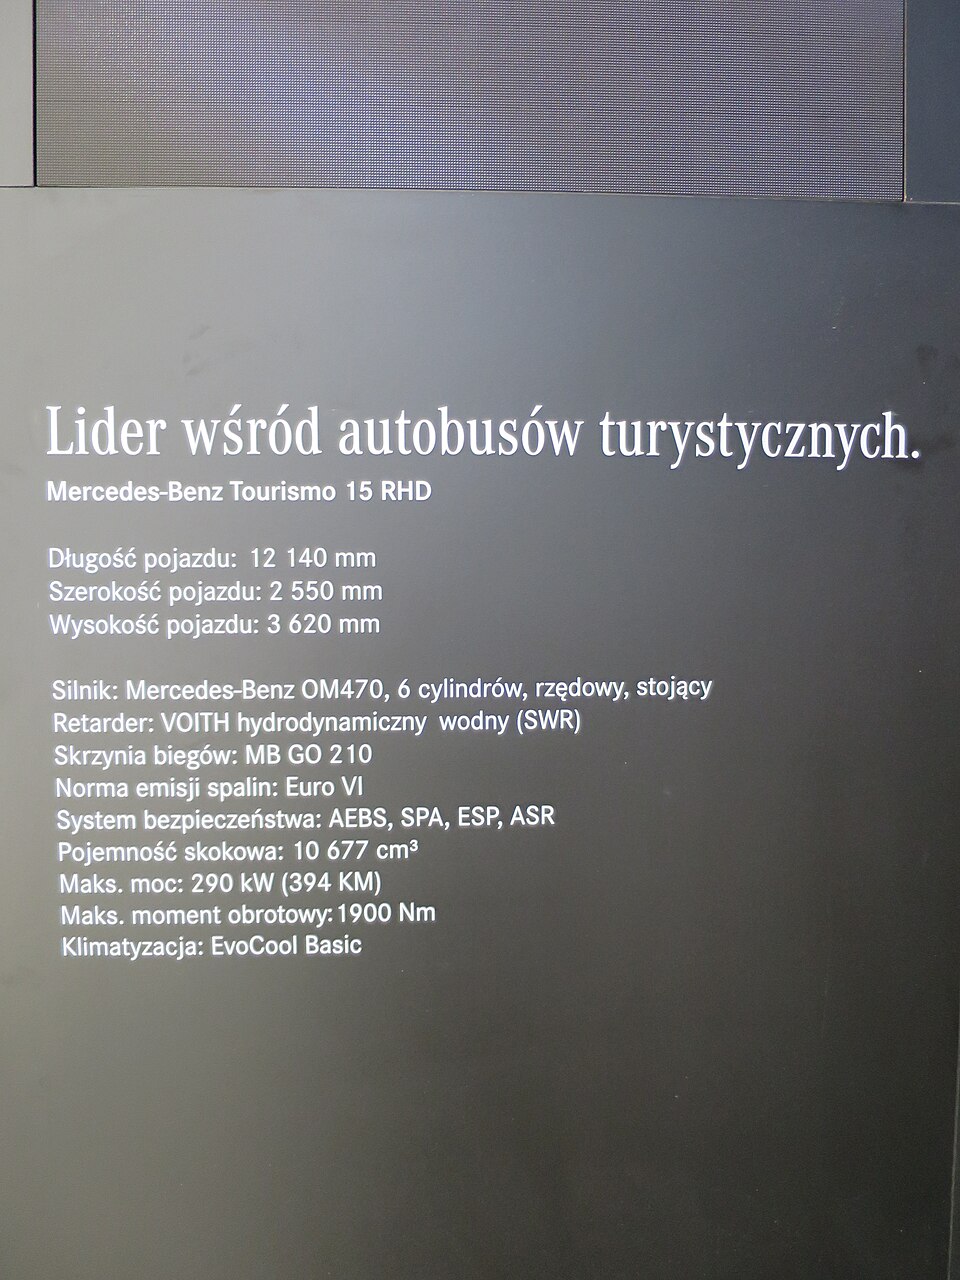 Lider wśród autobusów turystycznych.
Mercedes-Benz Tourismo 15 RHD
Długość pojazdu: 12 140 mm
Szerokość pojazdu: 2 550 mm
Wysokość pojazdu: 3 620 mm
Silnik: Mercedes-Benz OM470, 6 cylindrów, rzędowy, stojący
Retarder: VOITH hydrodynamiczny wodny (SWR)
Skrzynia biegów: MB GO 210
Norma emisji spalin: Euro VI
System bezpieczeństwa: AEBS, SPA, ESP, ASR
Pojemność skokowa: 10 677 cm³
Maks. moc: 290 kW (394 KM)
Maks. moment obrotowy: 1900 Nm
Klimatyzacja: EvoCool Basic